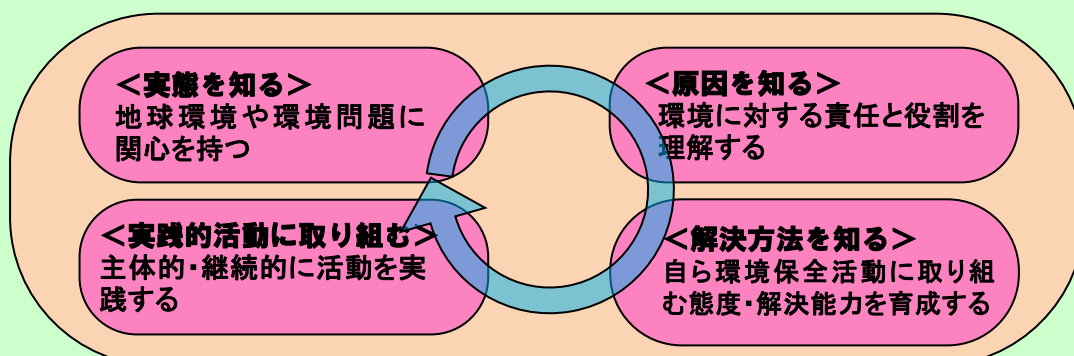 ＜実態を知る＞
地球環境や環境問題に
関心を持つ
＜原因を知る＞
環境に対する責任と役割を
理解する
＜実践的活動に取り組む＞
主体的・継続的に活動を実
践する
＜解決方法を知る＞
自ら環境保全活動に取り組
む態度・解決能力を育成する